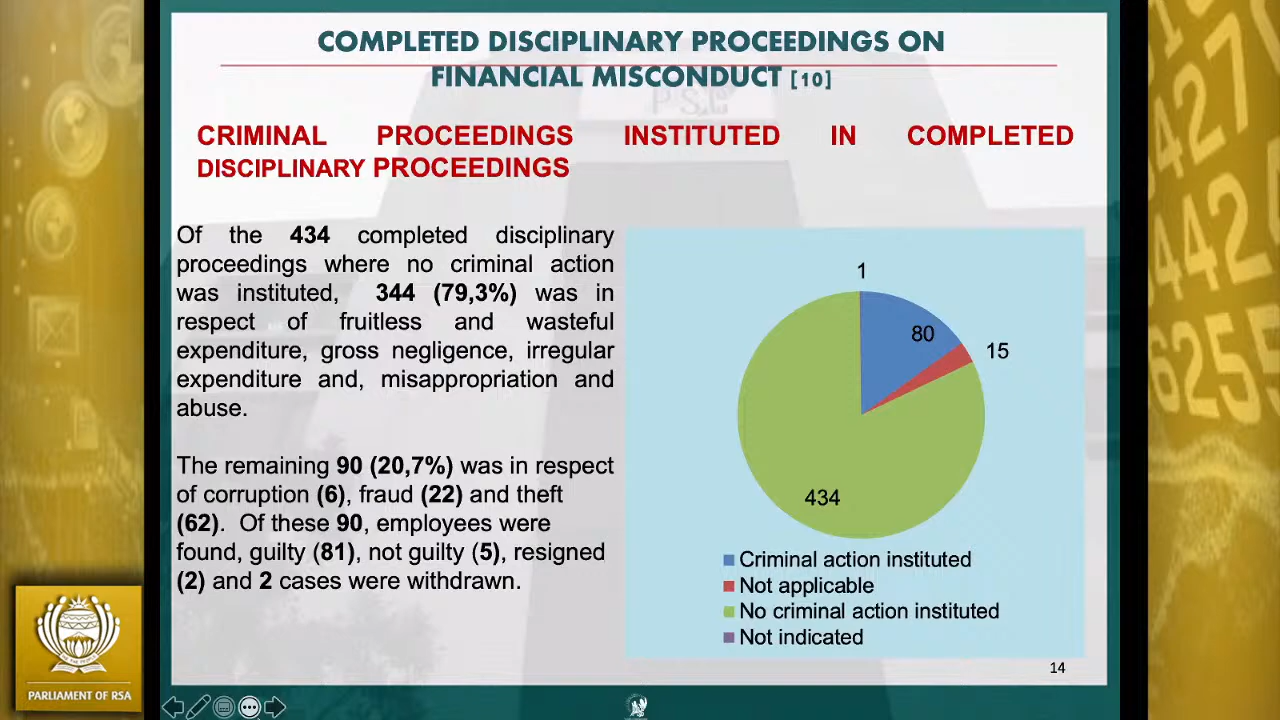 COMPLETED DISCIPLINARY PROCEEDINGS ON
FINANCIAL MISCONDUCT [10]
CRIMINAL PROCEEDINGS INSTITUTED IN COMPLETED
DISCIPLINARY PROCEEDINGS
Of the 434 completed disciplinary
proceedings where no criminal action
was instituted, 344 (79,3%) was in
respect of fruitless and wasteful
expenditure, gross negligence, irregular
expenditure and, misappropriation and
abuse.
The remaining 90 (20,7%) was in respect
of corruption (6), fraud (22) and theft
(62). Of these 90, employees were
found, guilty (81), not guilty (5), resigned
(2) and 2 cases were withdrawn.
1
80
15
434
Criminal action instituted
Not applicable
No criminal action instituted
Not indicated
14
PARLIAMENT OF RSA